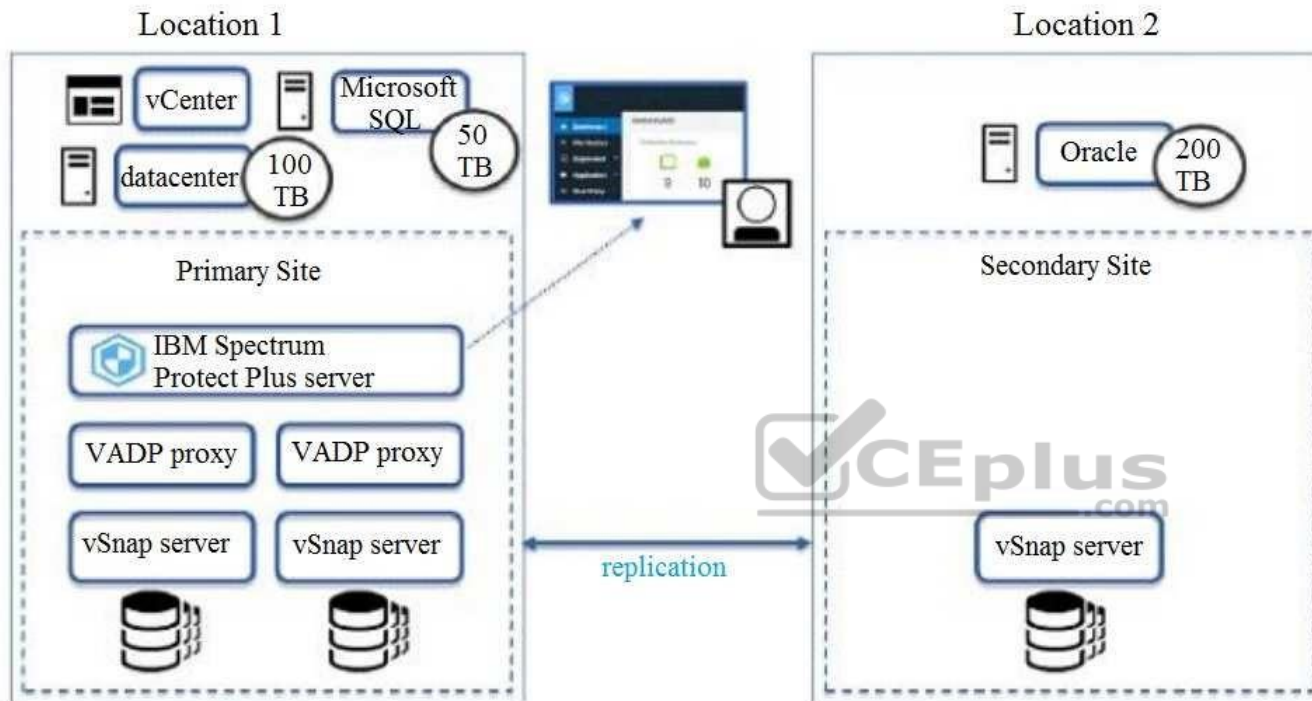 Location 1
Location 2
vCenter
Microsoft
SQL
50
TB
datacenter
100
TB
Oracle
200
TB
Primary Site
Secondary Site
IBM Spectrum
Protect Plus server
VADP proxy
VADP proxy
CEplus
.com
vSnap server
vSnap server
vSnap server
replication